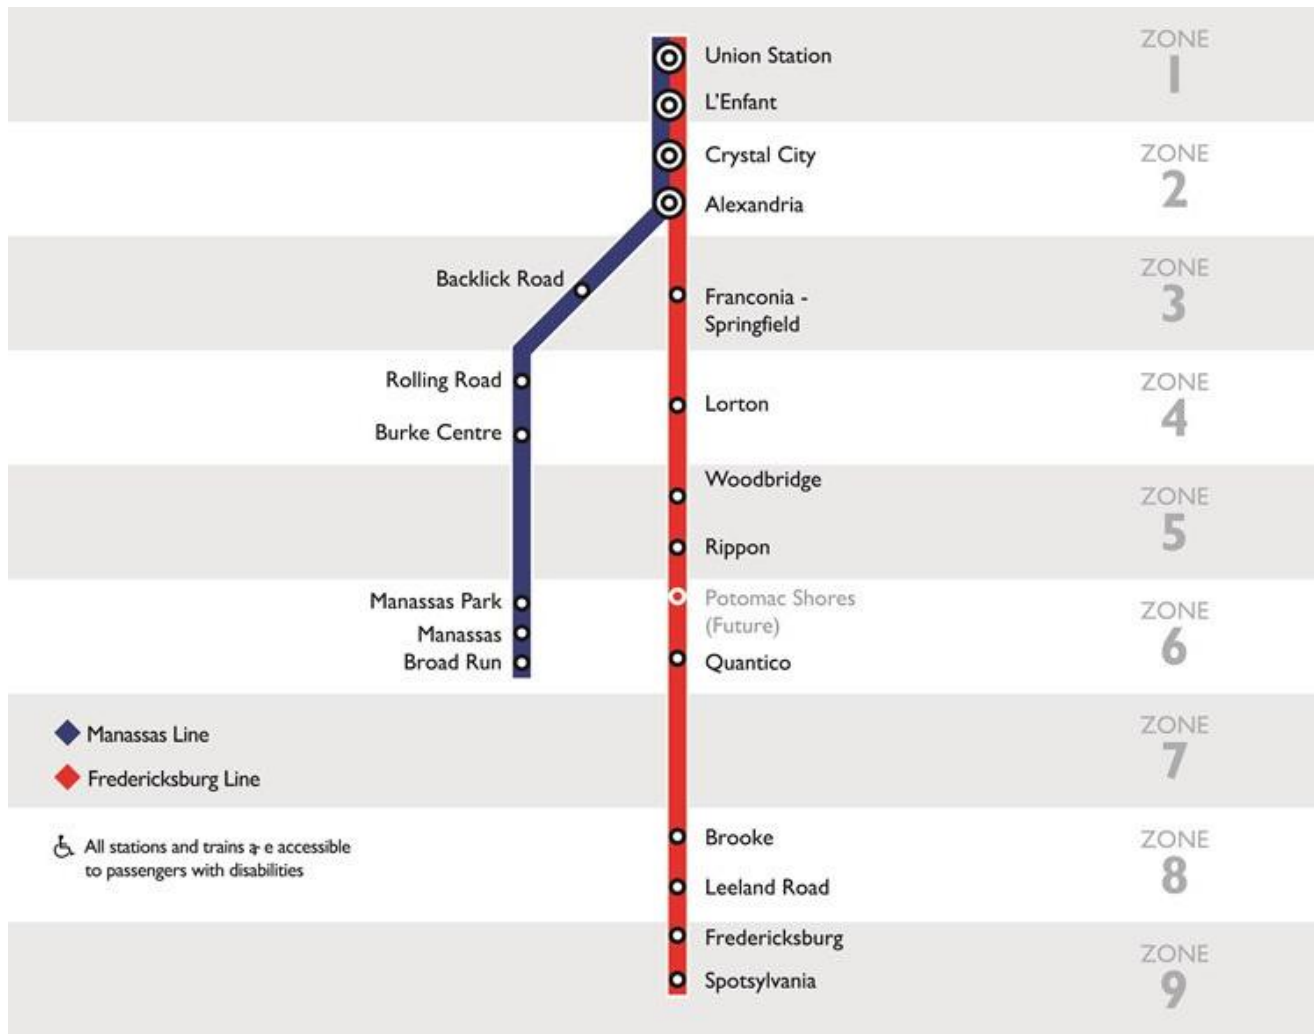 Union Station
ZONE
1
L'Enfant
Crystal City
ZONE
2
Alexandria
Backlick Road
Franconia -
Springfield
ZONE
3
Rolling Road
Burke Centre
Lorton
ZONE
4
Woodbridge
Rippon
ZONE
5
Manassas Park
Manassas
Broad Run
Potomac Shores
(Future)
Quantico
ZONE
6
Manassas Line
Fredericksburg Line
ZONE
7
All stations and trains a e accessible
to passengers with disabilities
Brooke
Leeland Road
ZONE
8
Fredericksburg
Spotsylvania
ZONE
9